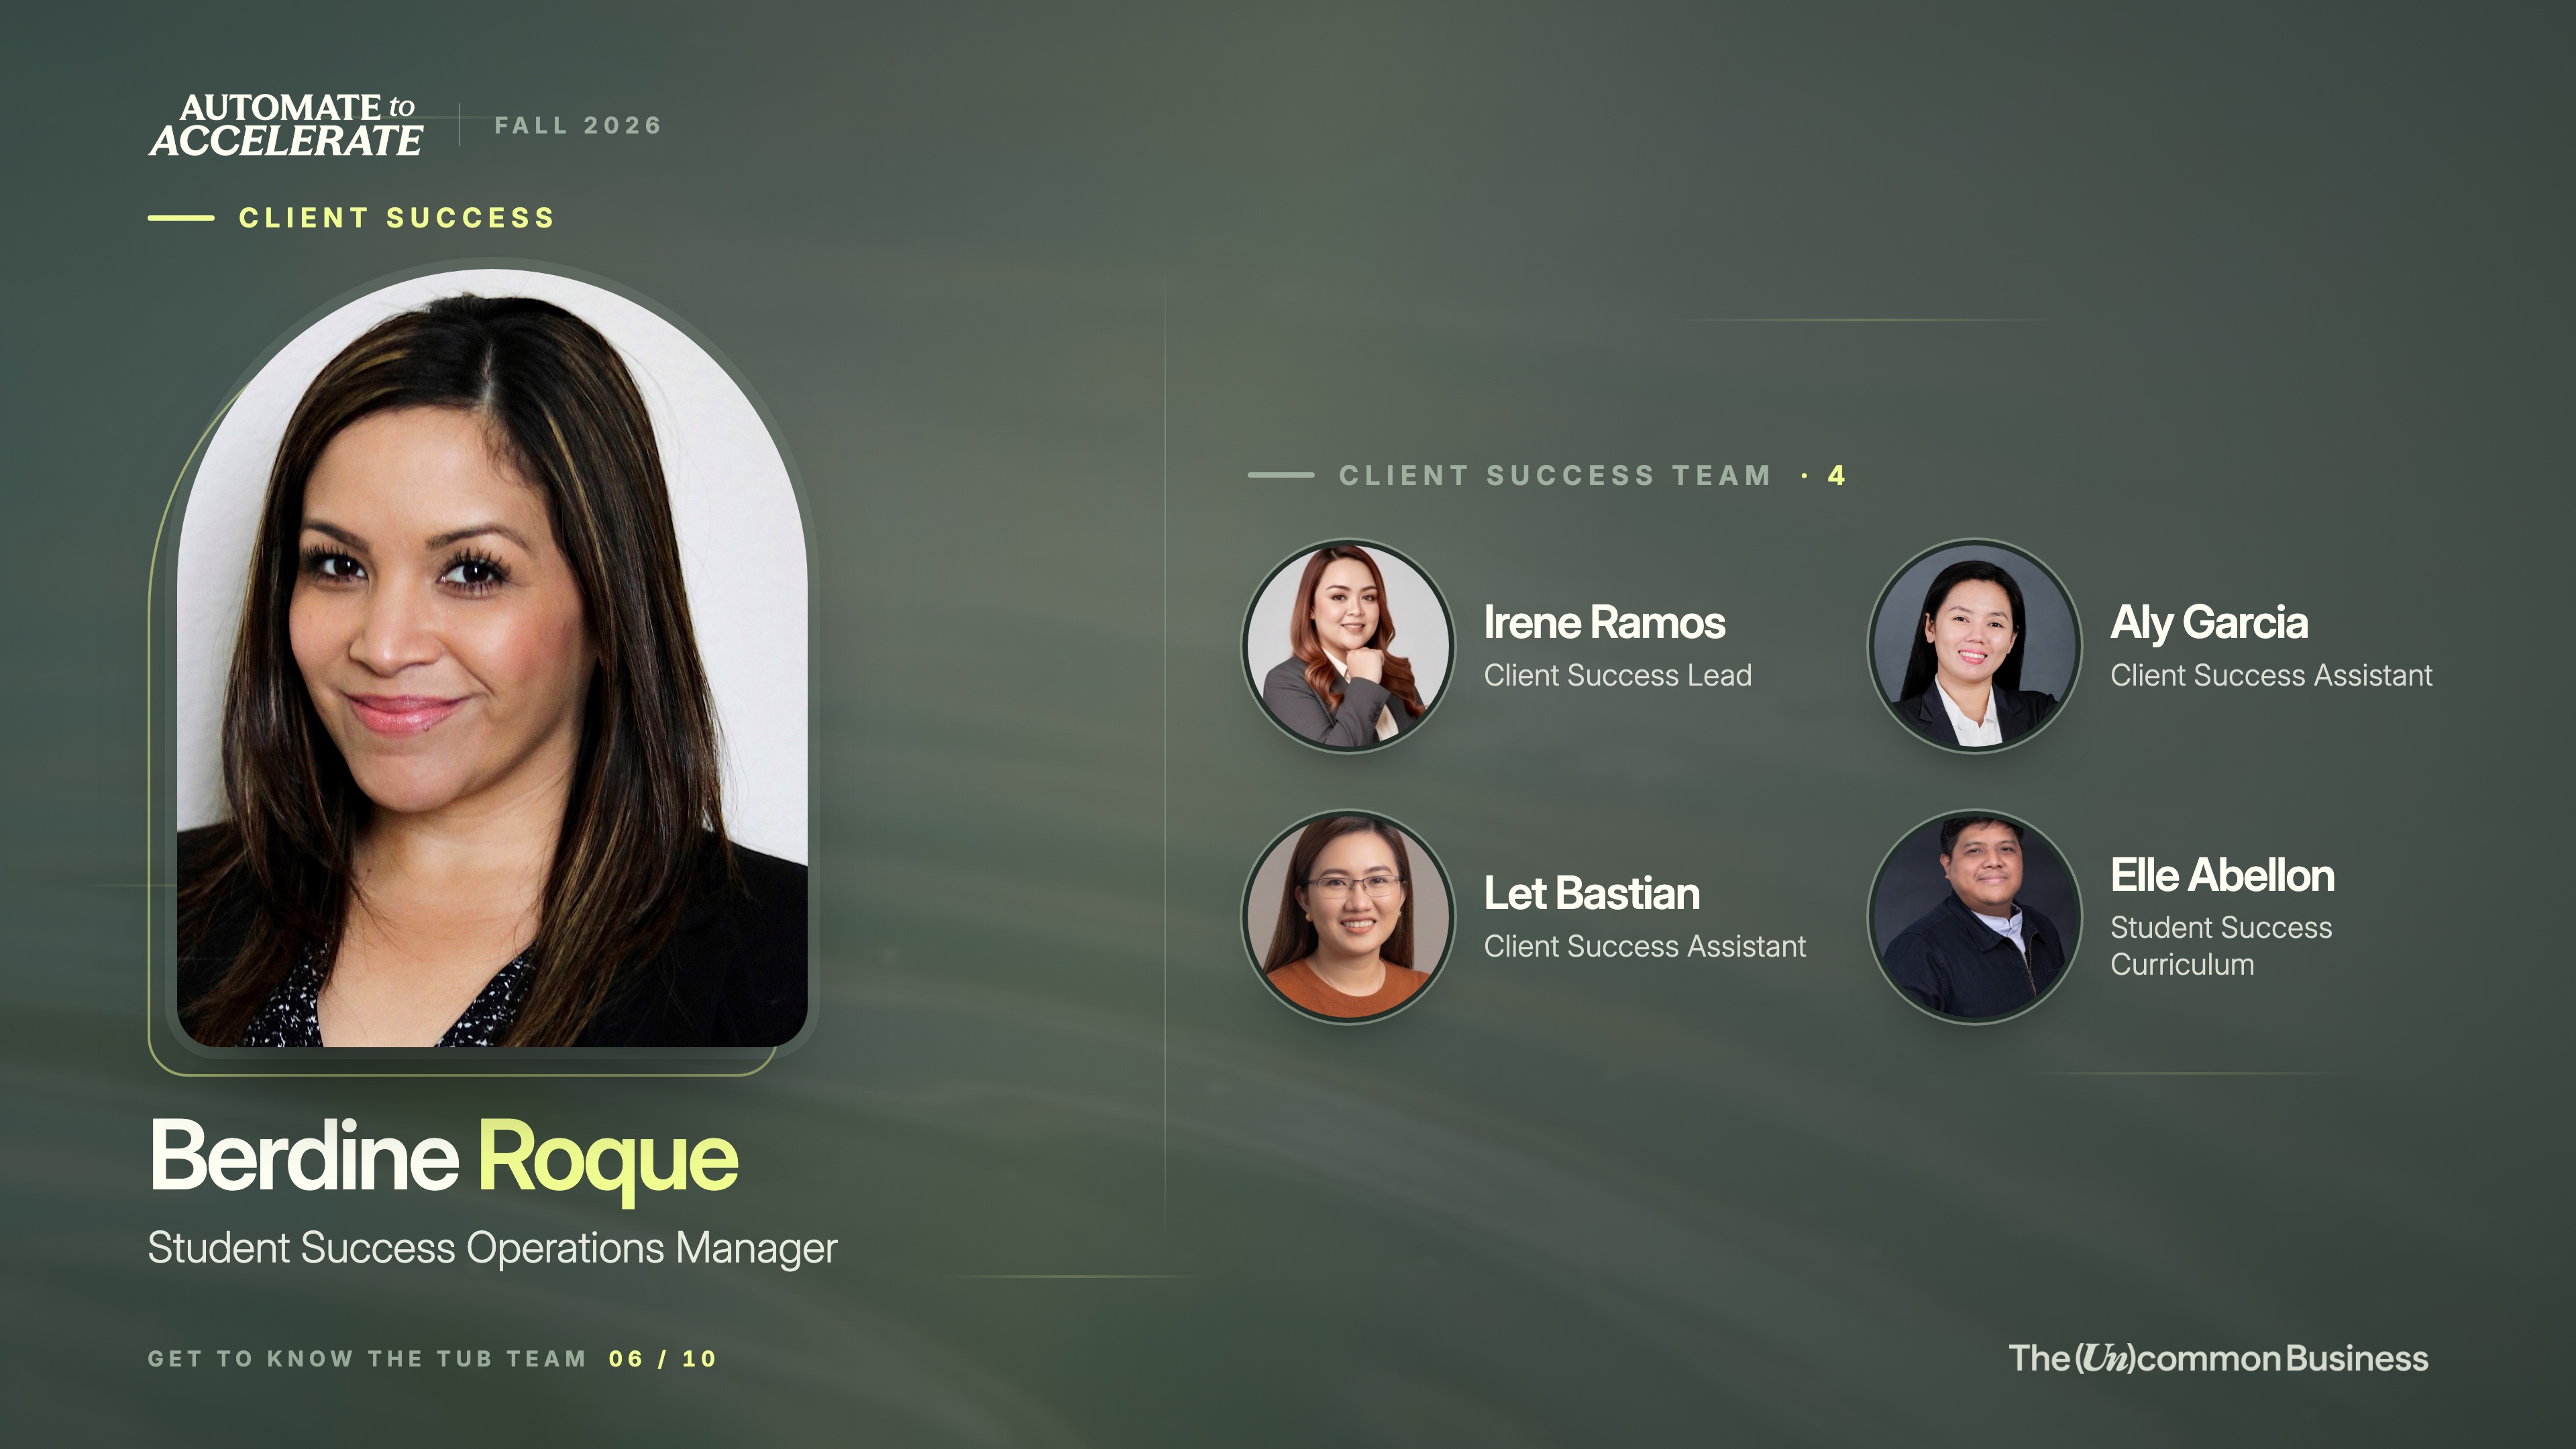 AUTOMATE to
ACCELERATE
FALL 2026
CLIENT SUCCESS
Berdine Roque
Student Success Operations Manager
CLIENT SUCCESS TEAM · 4
Irene Ramos
Client Success Lead
Aly Garcia
Client Success Assistant
Let Bastian
Client Success Assistant
Elle Abellon
Student Success
Curriculum
GET TO KNOW THE TUB TEAM 06 / 10
The (Un)common Business